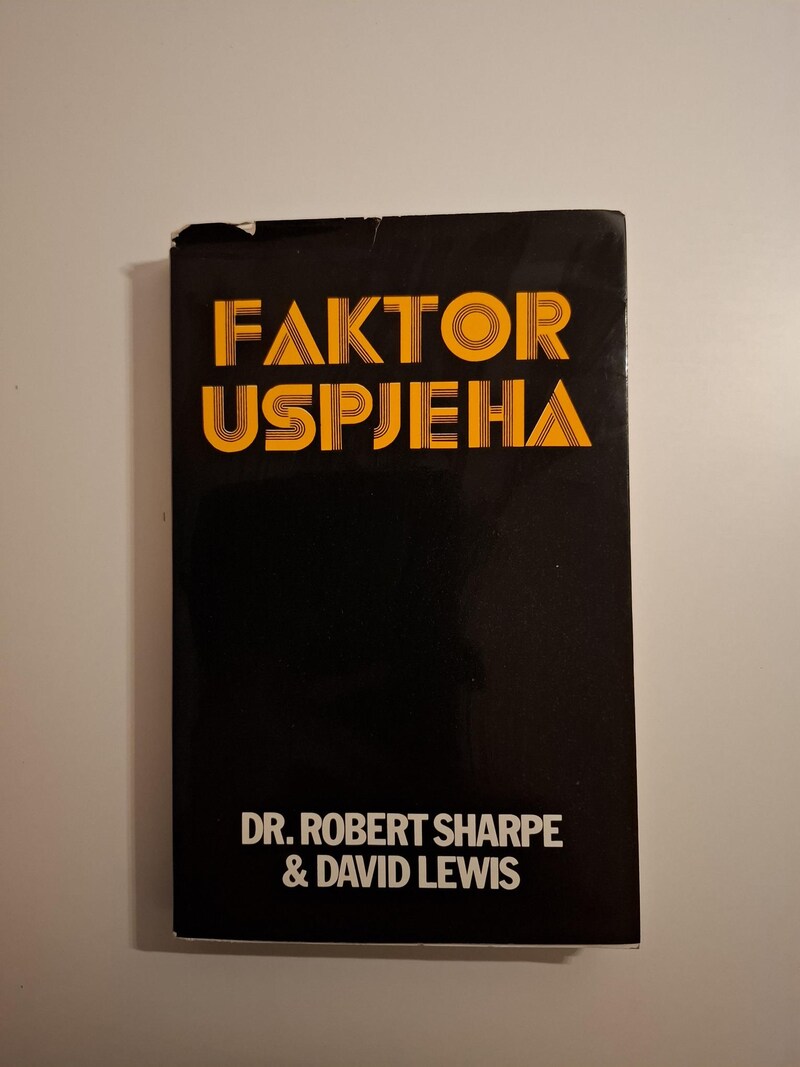 FAKTOR
USPJEHA
DR. ROBERT SHARPE
& DAVID LEWIS